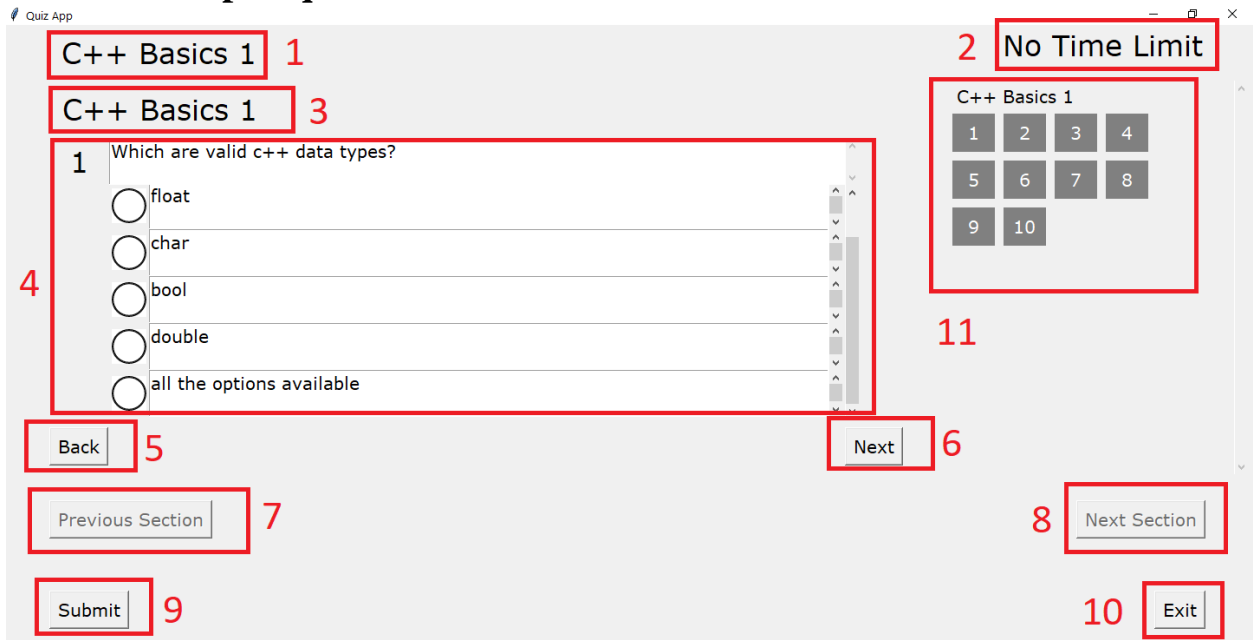 Quiz App
C++ Basics 1 1
2 No Time Limit
C++ Basics 1 3
1 Which are valid c++ data types?
float
char
bool
double
all the options available
4
C++ Basics 1
1 2 3 4
5 6 7 8
9 10
11
Back 5
Next 6
Previous Section 7
8 Next Section
Submit 9
10 Exit